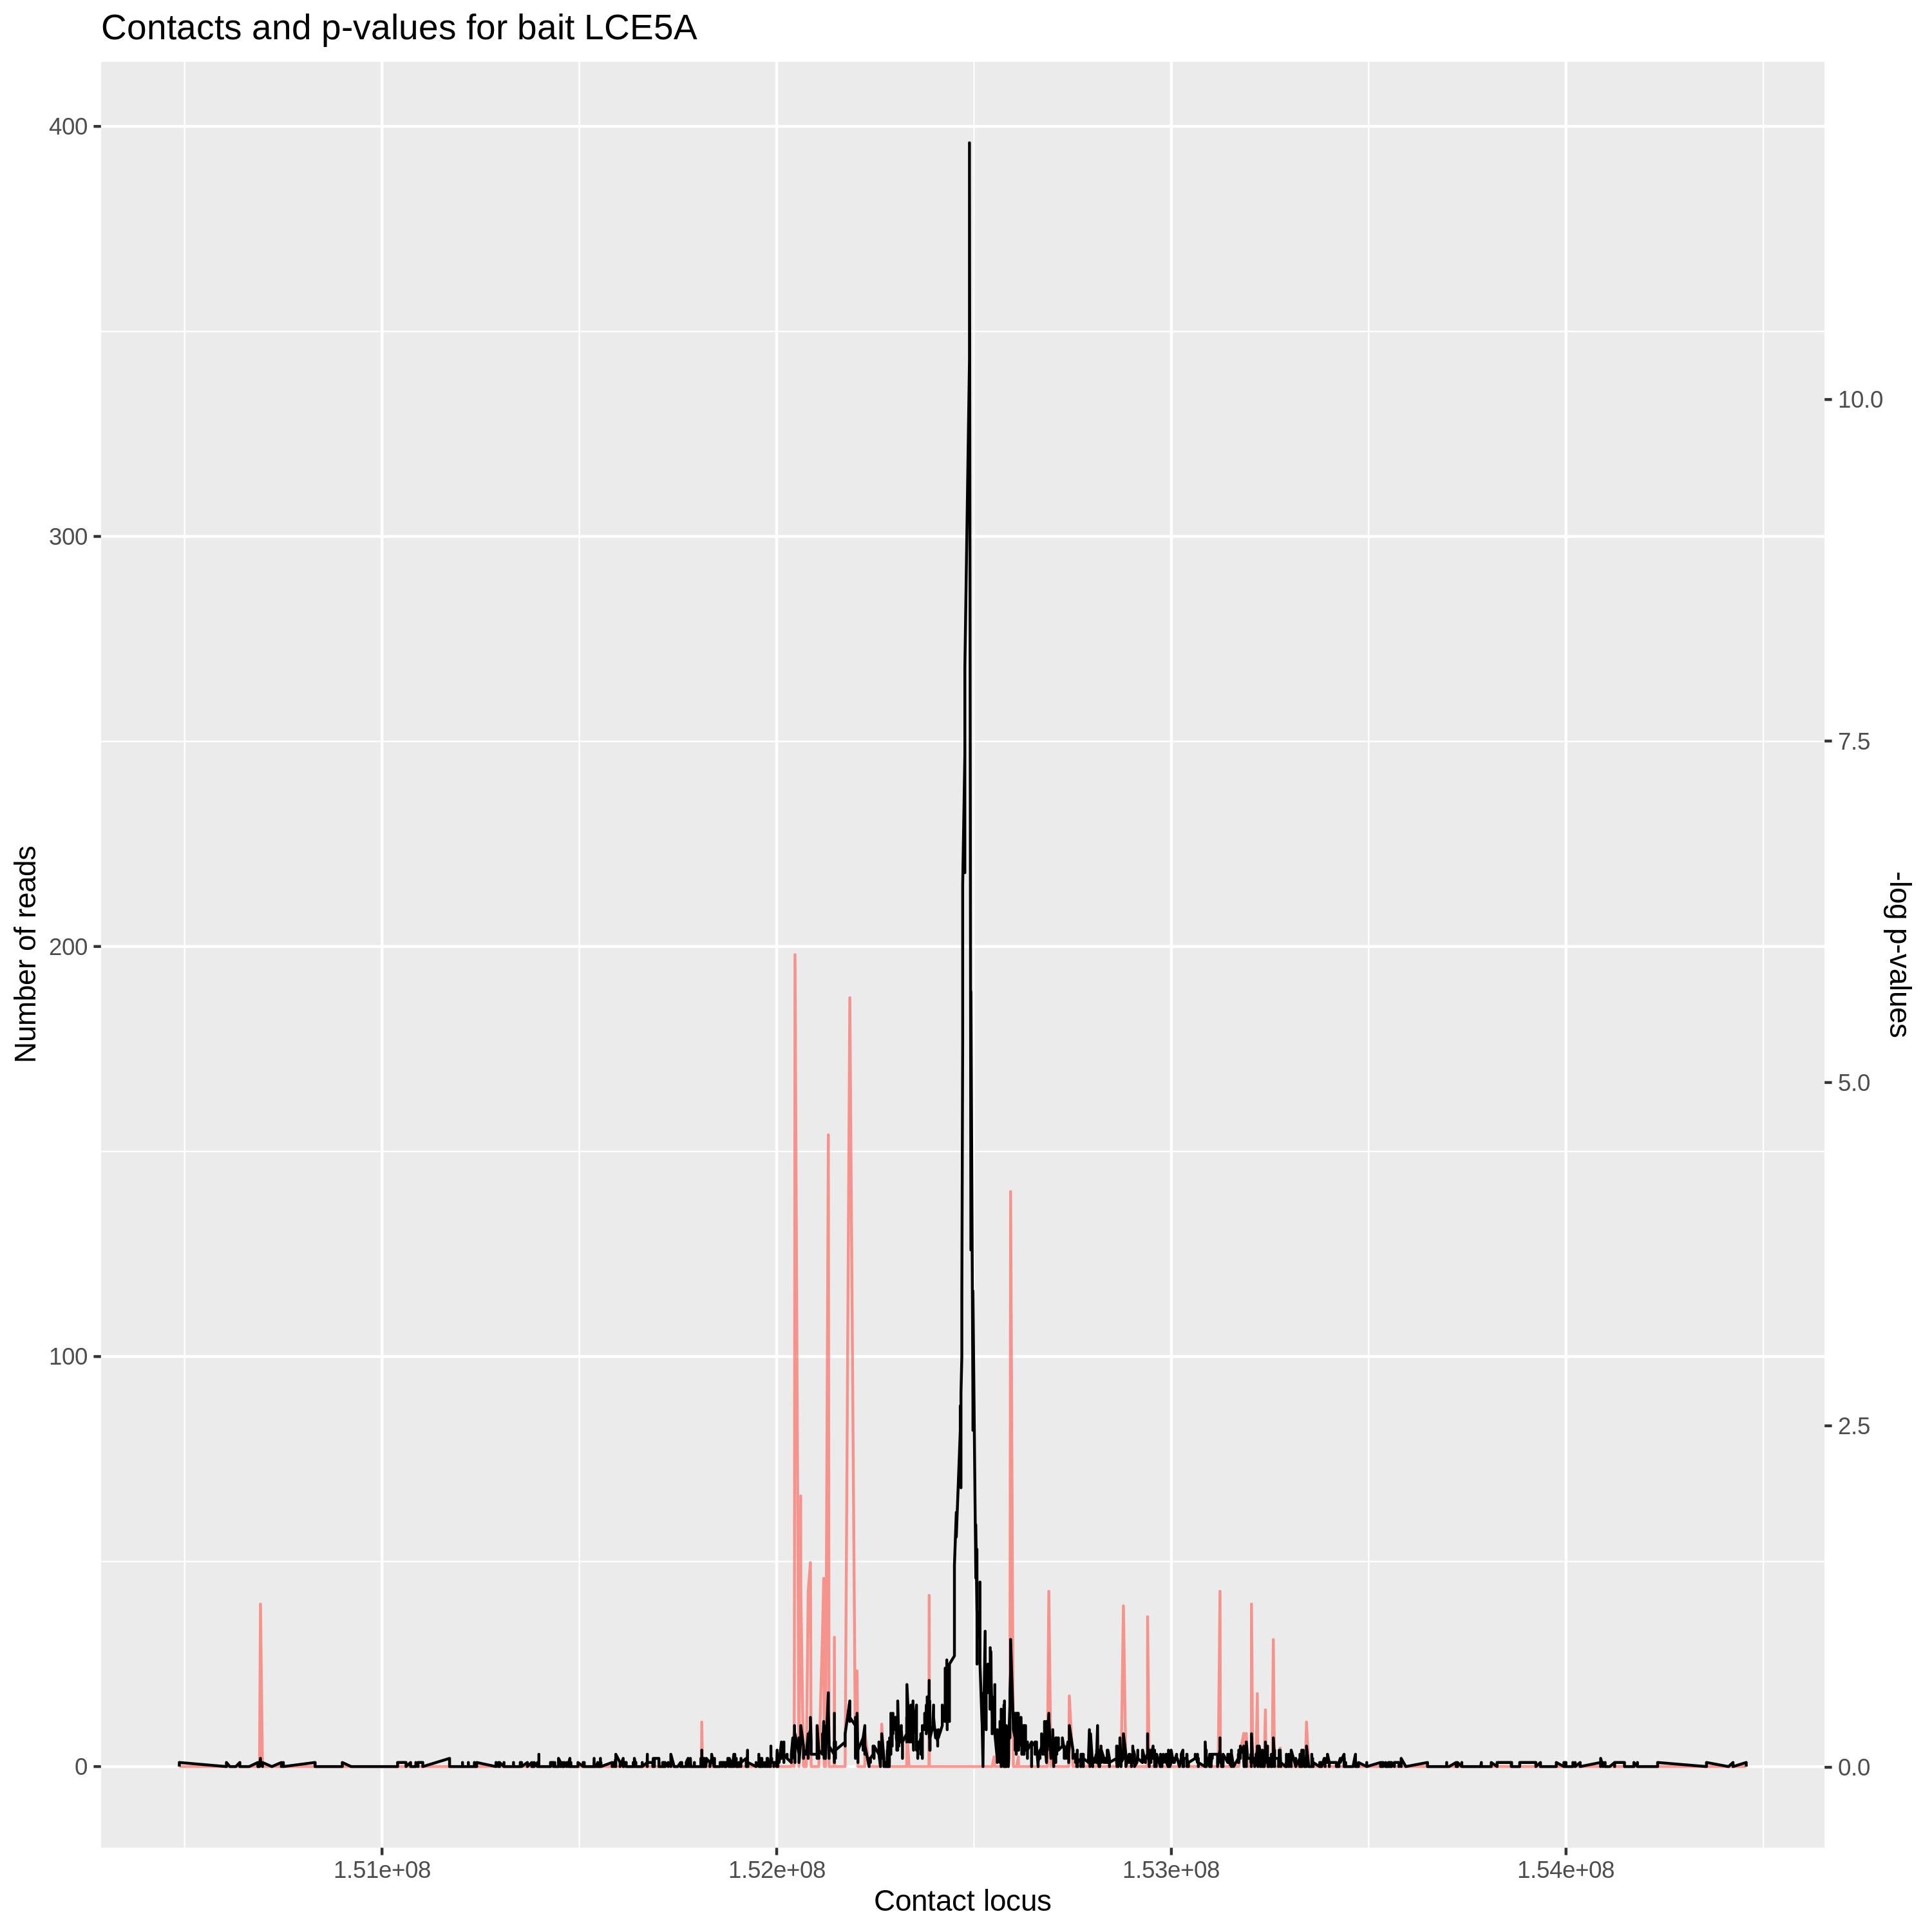 Contacts and p-values for bait LCE5A
400
300
200
100
0
Number of reads
10.0
7.5
5.0
2.5
0.0
-log p-values
1.51e+08
1.52e+08
1.53e+08
1.54e+08
Contact locus